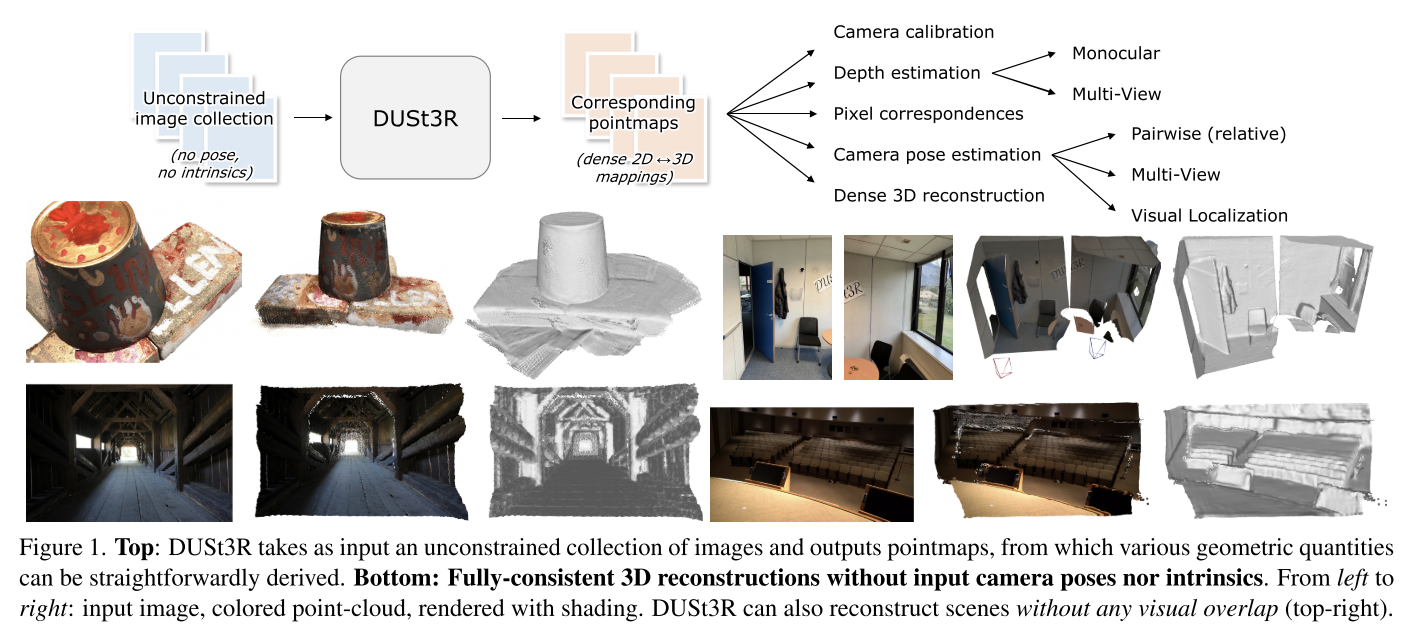 Unconstrained
image collection
(no pose,
no intrinsics)
DUSt3R
Corresponding
pointmaps
(dense 2D ↔ 3D
mappings)
Camera calibration
Depth estimation
Pixel correspondences
Camera pose estimation
Dense 3D reconstruction
Monocular
Multi-View
Pairwise (relative)
Multi-View
Visual Localization
Figure 1. Top: DUSt3R takes as input an unconstrained collection of images and outputs pointmaps, from which various geometric quantities
can be straightforwardly derived. Bottom: Fully-consistent 3D reconstructions without input camera poses nor intrinsics. From left to
right: input image, colored point-cloud, rendered with shading. DUSt3R can also reconstruct scenes without any visual overlap (top-right).